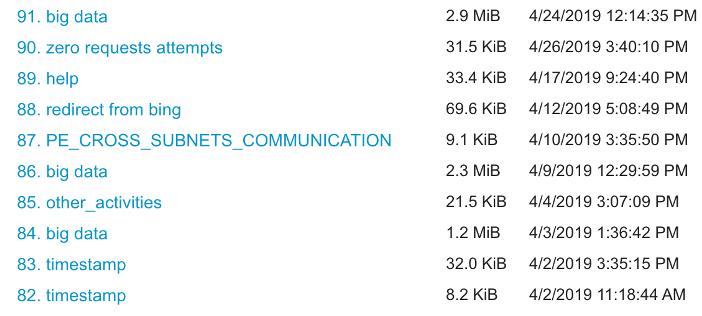 91. big data 2.9 MiB 4/24/2019 12:14:35 PM
90. zero requests attempts 31.5 KiB 4/26/2019 3:40:10 PM
89. help 33.4 KiB 4/17/2019 9:24:40 PM
88. redirect from bing 69.6 KiB 4/12/2019 5:08:49 PM
87. PE_CROSS_SUBNETS_COMMUNICATION 9.1 KiB 4/10/2019 3:35:50 PM
86. big data 2.3 MiB 4/9/2019 12:29:59 PM
85. other_activities 21.5 KiB 4/4/2019 3:07:09 PM
84. big data 1.2 MiB 4/3/2019 1:36:42 PM
83. timestamp 32.0 KiB 4/2/2019 3:35:15 PM
82. timestamp 8.2 KiB 4/2/2019 11:18:44 AM